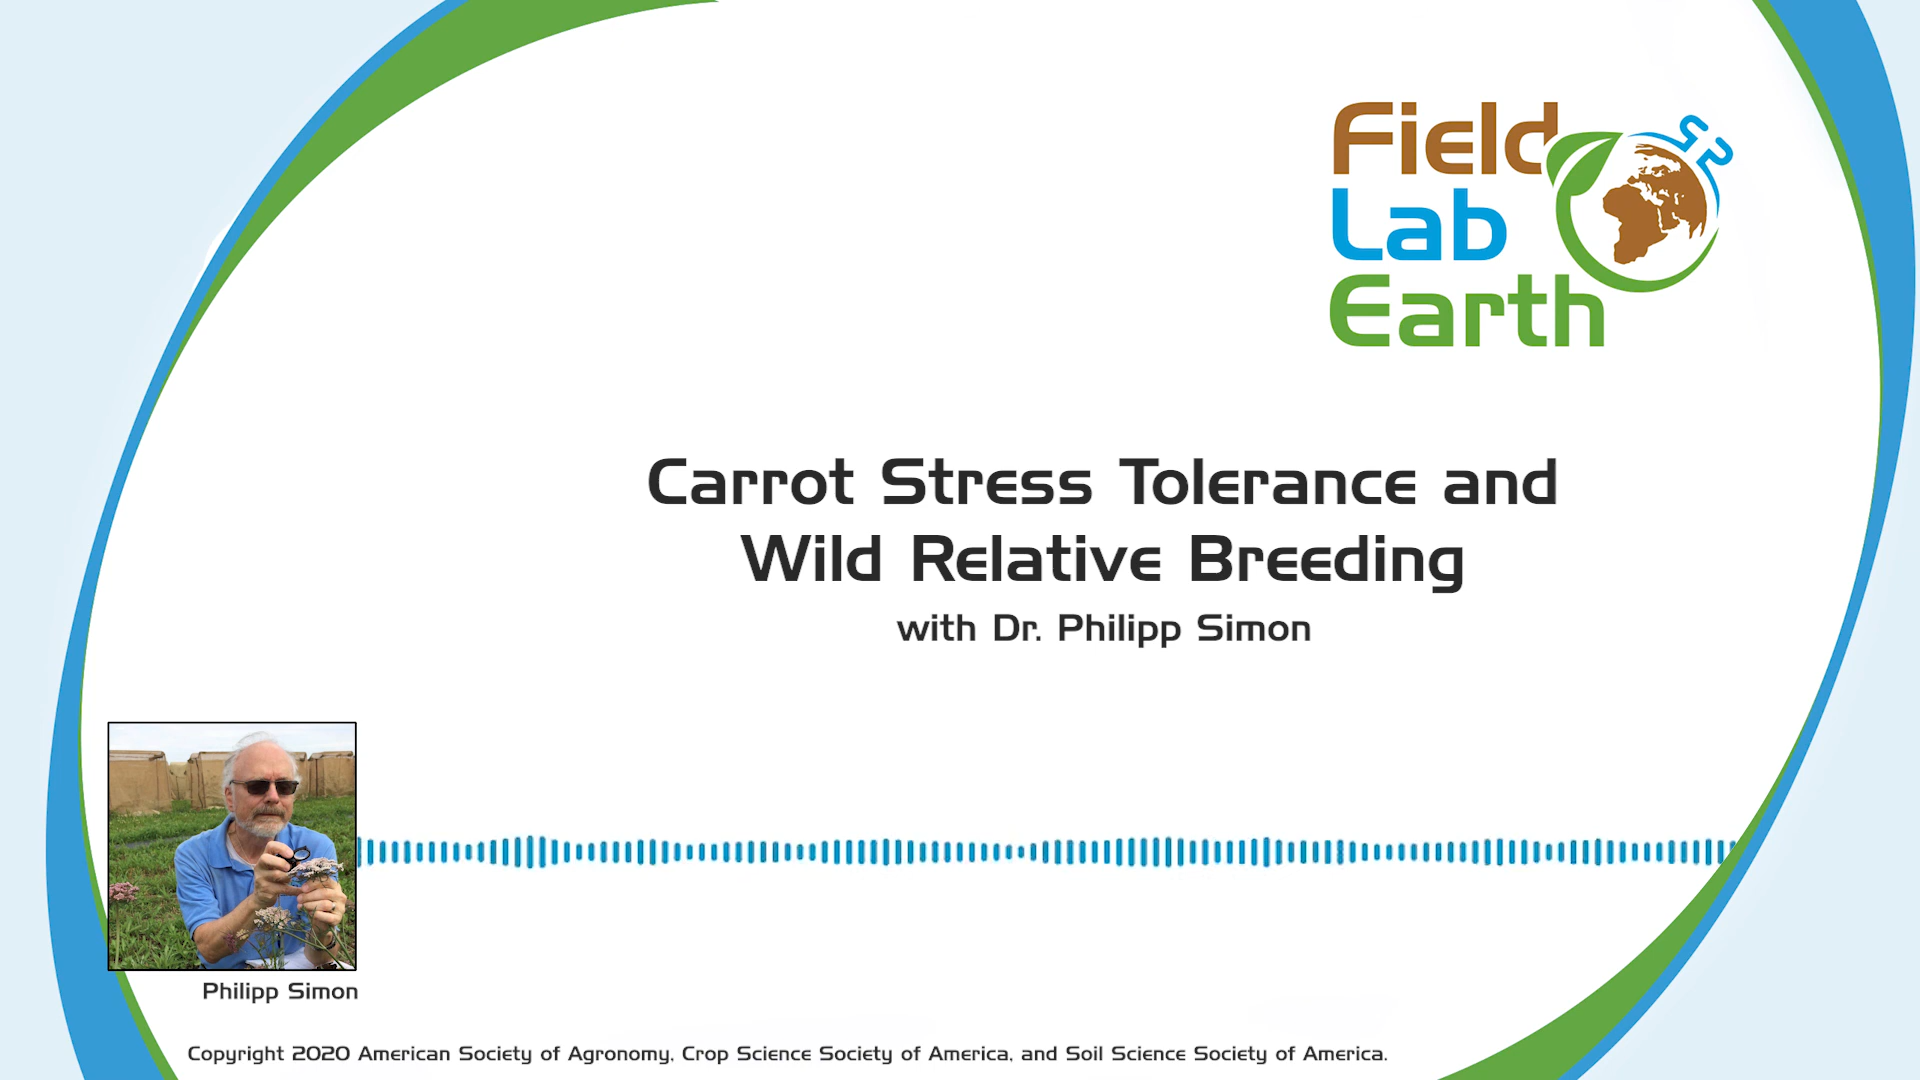 Field
Lab
Earth
Carrot Stress Tolerance and
Wild Relative Breeding
with Dr. Philipp Simon
Philipp Simon
Copyright 2020 American Society of Agronomy, Crop Science Society of America, and Soil Science Society of America.